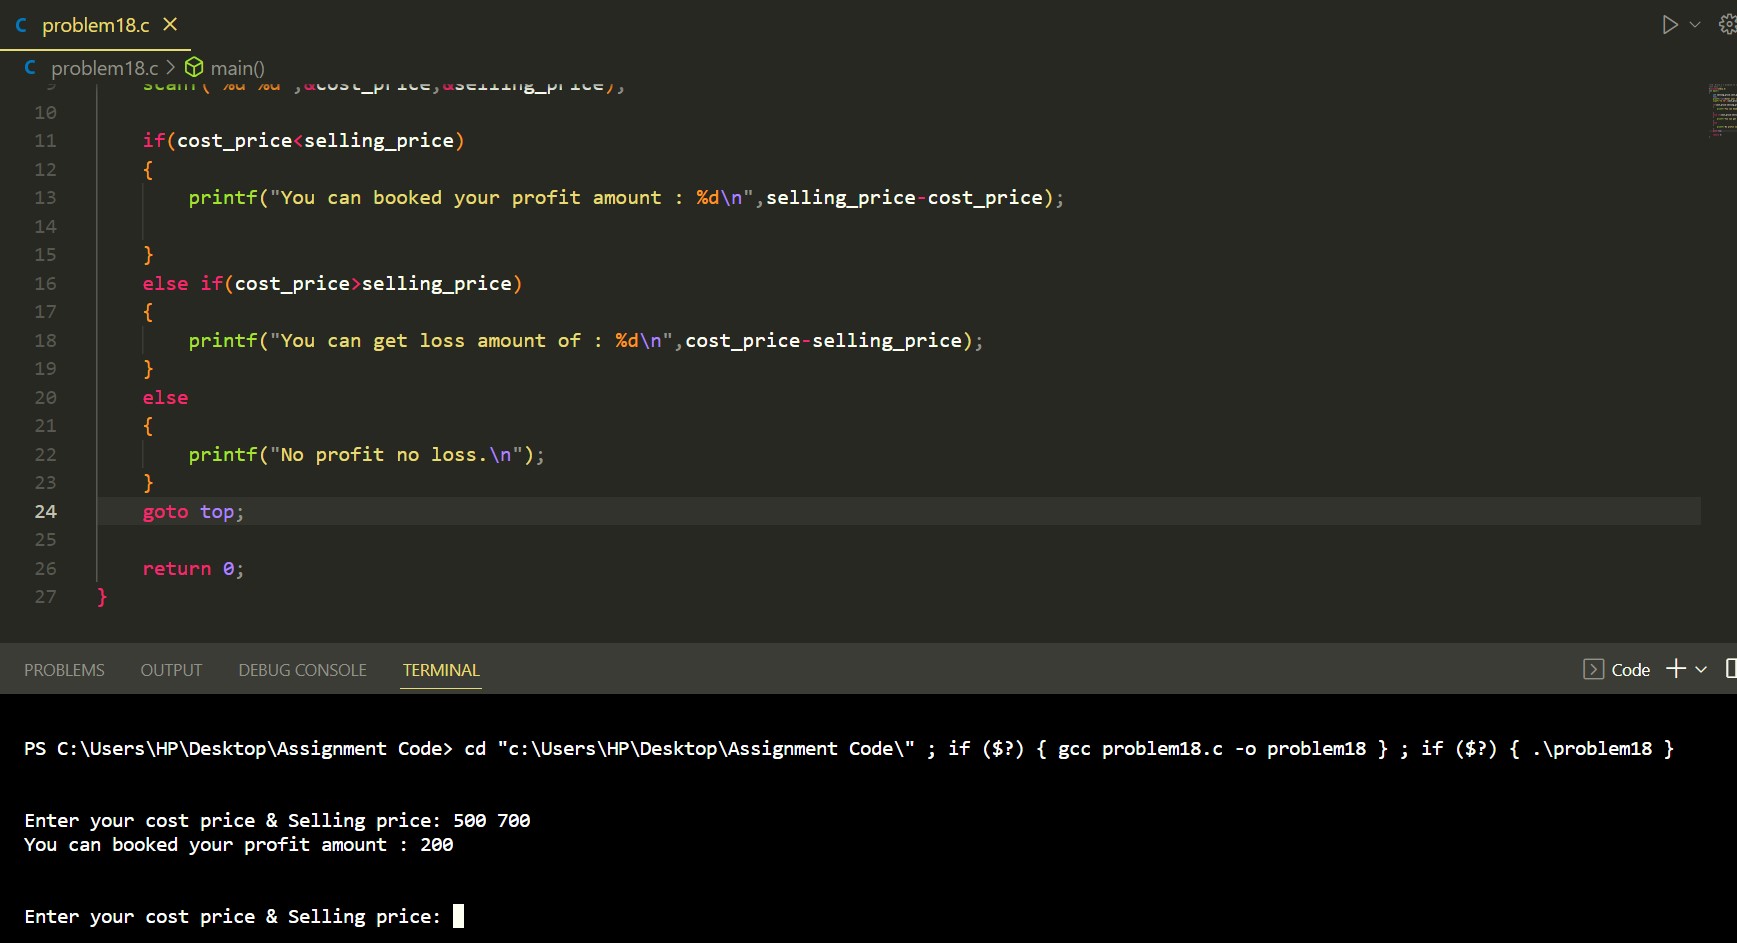 C problem18.c ×
C problem18.c > main()
9 scanf("%d %d",&cost_price,&selling_price);
10
11 if(cost_price<selling_price)
12 {
13 printf("You can booked your profit amount : %d\n",selling_price-cost_price);
14
15 }
16 else if(cost_price>selling_price)
17 {
18 printf("You can get loss amount of : %d\n",cost_price-selling_price);
19 }
20 else
21 {
22 printf("No profit no loss.\n");
23 }
24 goto top;
25
26 return 0;
27 }
PROBLEMS OUTPUT DEBUG CONSOLE TERMINAL Code
PS C:\Users\HP\Desktop\Assignment Code> cd "c:\Users\HP\Desktop\Assignment Code\" ; if ($?) { gcc problem18.c -o problem18 } ; if ($?) { .\problem18 }
Enter your cost price & Selling price: 500 700
You can booked your profit amount : 200
Enter your cost price & Selling price: